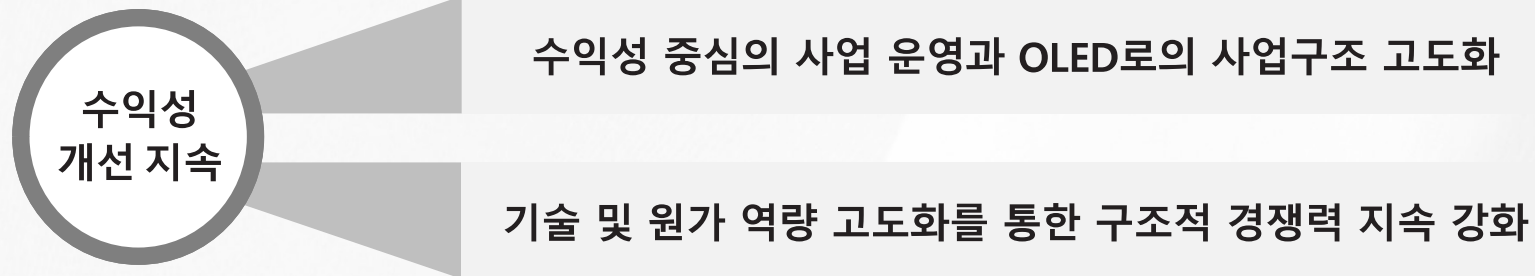 수익성
개선 지속
수익성 중심의 사업 운영과 OLED로의 사업구조 고도화
기술 및 원가 역량 고도화를 통한 구조적 경쟁력 지속 강화